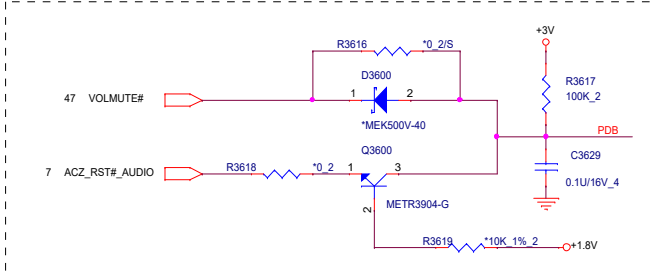 +3V
R3616 *0_2/S
D3600
R3617
100K_2
47 VOLMUTE#
1 2
*MEK500V-40
PDB
Q3600
C3629
7 ACZ_RST#_AUDIO
R3618 *0_2
1 3
0.1U/16V_4
METR3904-G
2
R3619 *10K_1%_2
+1.8V